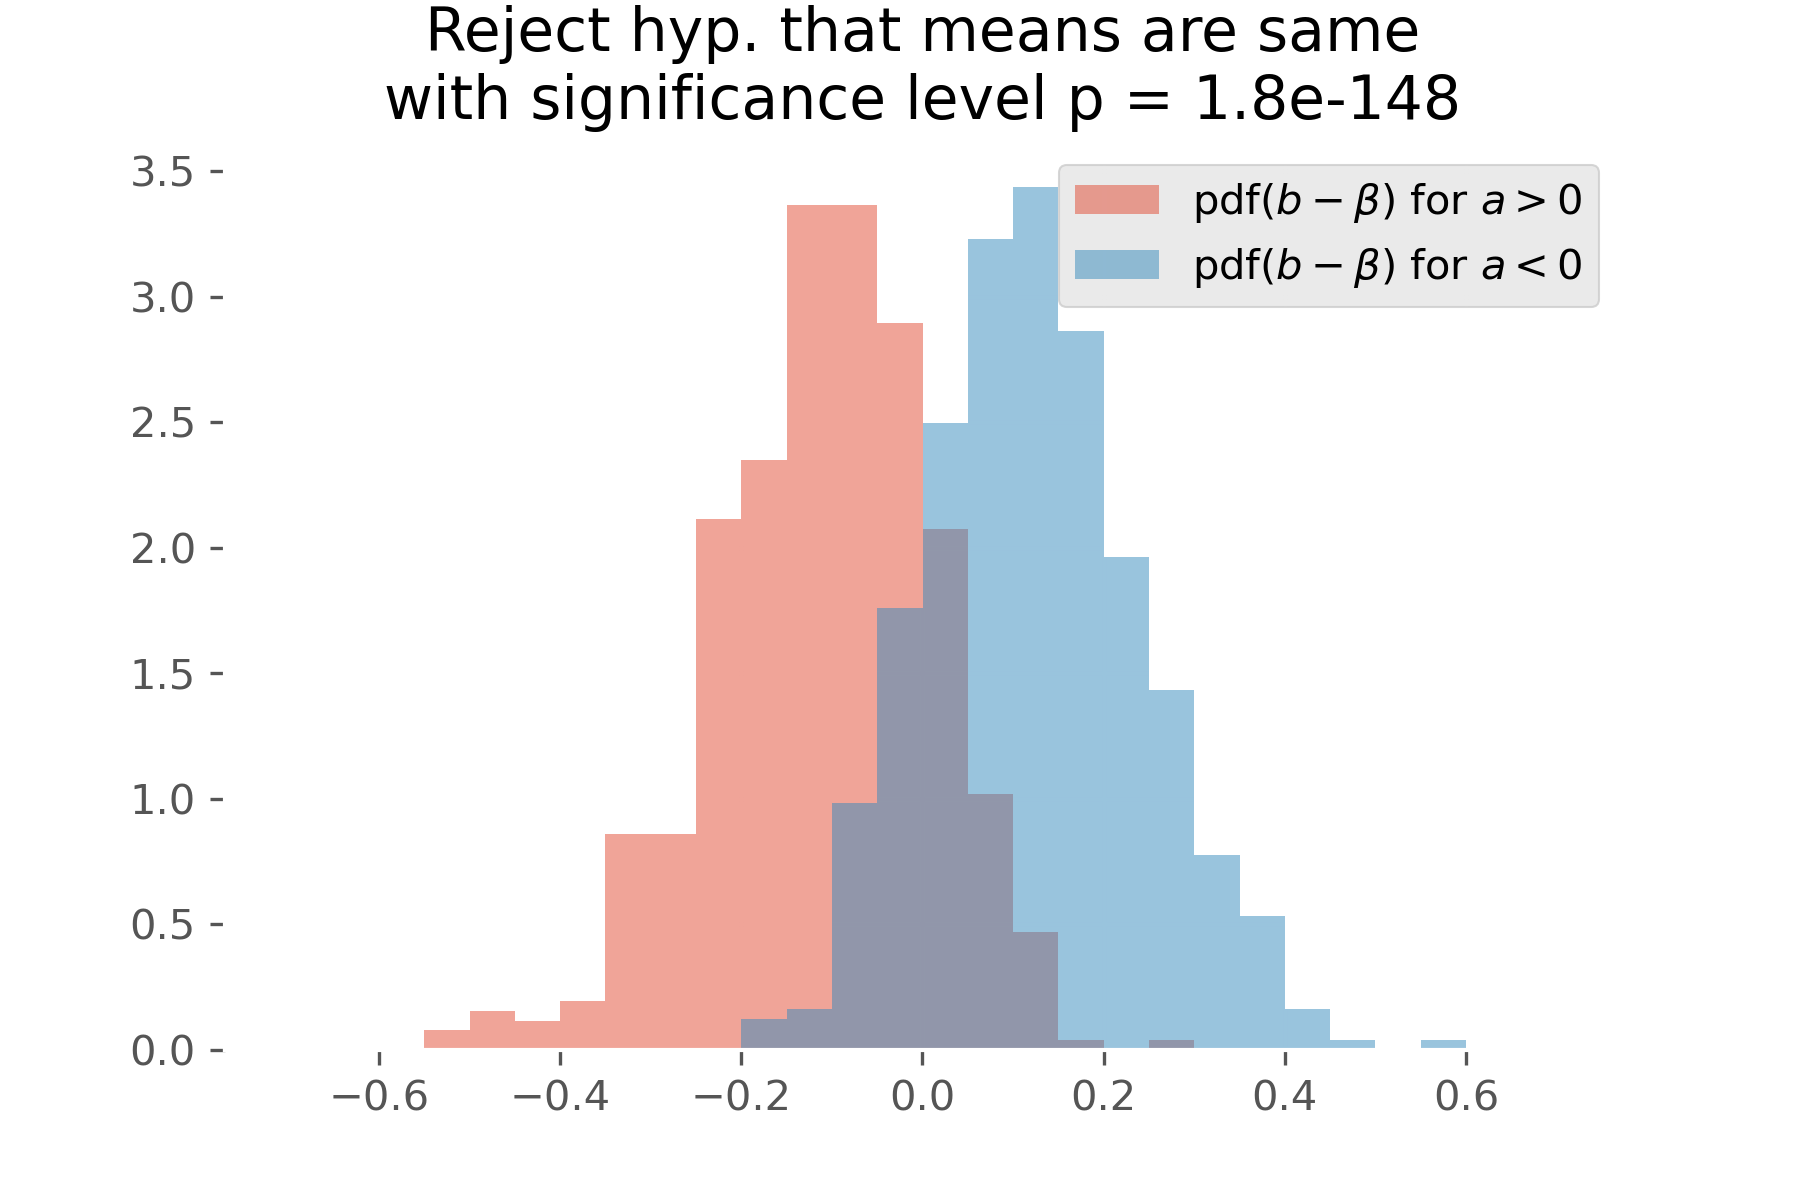 Reject hyp. that means are same
with significance level p = 1.8e-148
pdf(b − β) for a > 0
pdf(b − β) for a < 0
3.5
3.0
2.5
2.0
1.5
1.0
0.5
0.0
−0.6 −0.4 −0.2 0.0 0.2 0.4 0.6